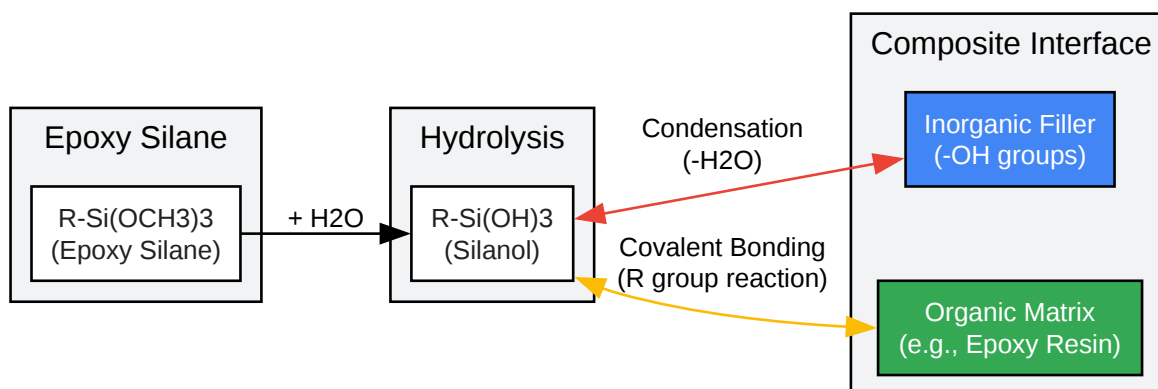 Composite Interface
Epoxy Silane
Hydrolysis
Condensation
(-H2O)
Inorganic Filler
(-OH groups)
R-Si(OCH3)3
(Epoxy Silane)
+ H2O
R-Si(OH)3
(Silanol)
Covalent Bonding
(R group reaction)
Organic Matrix
(e.g., Epoxy Resin)